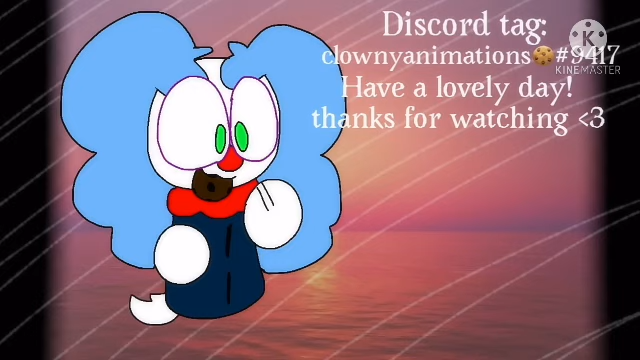 Discord tag:
clownyanimations🍪#9417
K
KINEMASTER
Have a lovely day!
thanks for watching <3